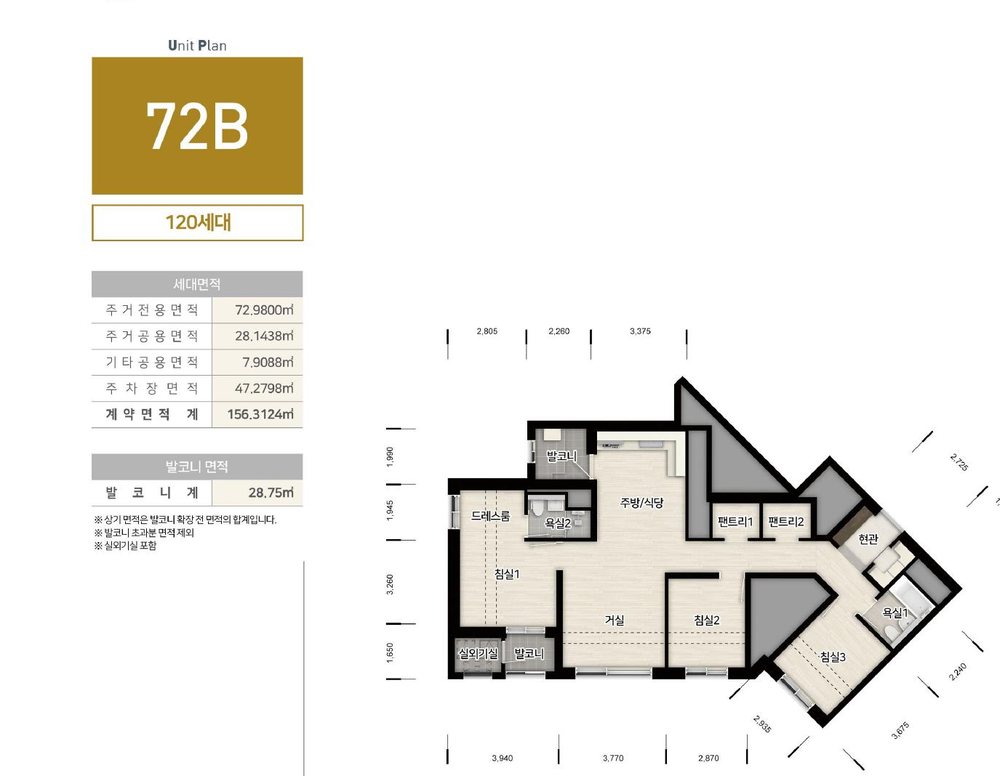 Unit Plan
72B
120세대
세대면적
주거전용면적 72.9800㎡
주거공용면적 28.1438㎡
기타공용면적 7.9088㎡
주차장면적 47.2798㎡
계약면적 계 156.3124㎡
발코니 면적
발코니계 28.75㎡
※ 상기 면적은 발코니 확장 전 면적의 합계입니다.
※ 발코니 초과분 면적 제외
※ 실외기실 포함
2,805 2,260 3,375
1,990
1,945
3,260
1,650
2,725
발코니
주방/식당
드레스룸
욕실2
팬트리1
팬트리2
현관
침실1
거실
침실2
욕실1
침실3
실외기실
발코니
2,240
3,675
2,935
3,940 3,770 2,870